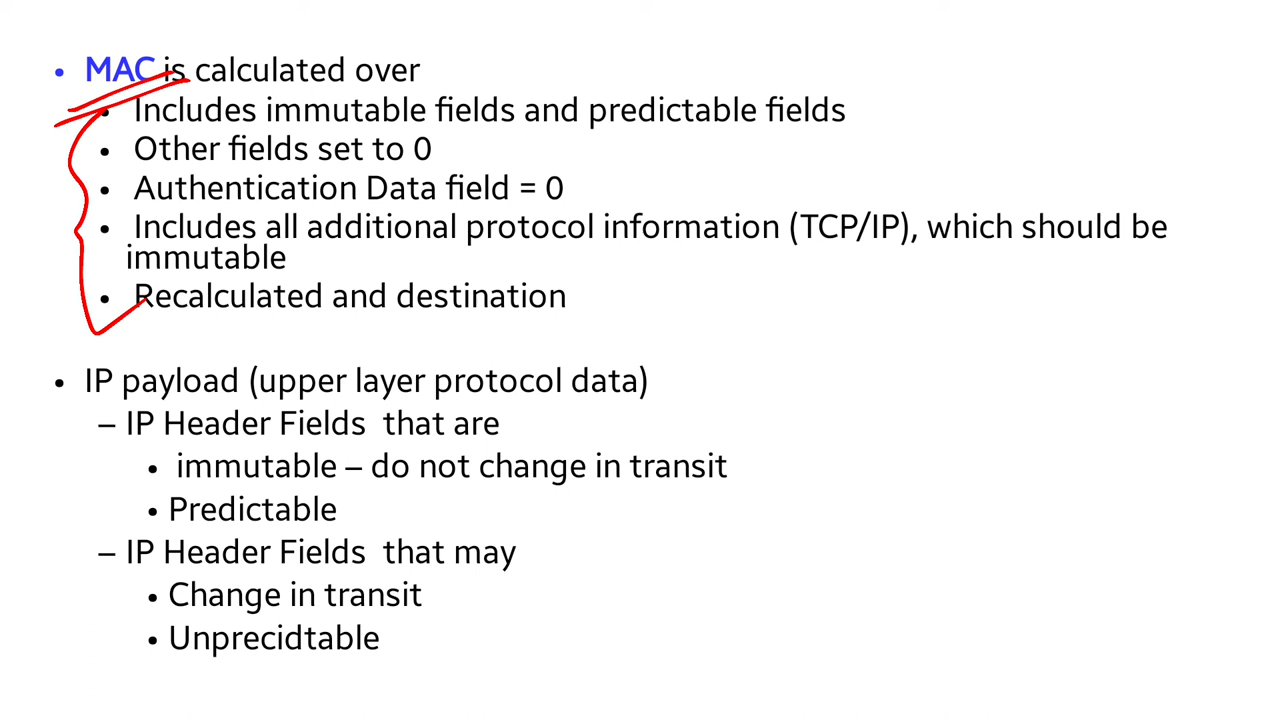 • MAC is calculated over
• Includes immutable fields and predictable fields
• Other fields set to 0
• Authentication Data field = 0
• Includes all additional protocol information (TCP/IP), which should be
immutable
• Recalculated and destination
• IP payload (upper layer protocol data)
– IP Header Fields that are
• immutable – do not change in transit
• Predictable
– IP Header Fields that may
• Change in transit
• Unprecidtable